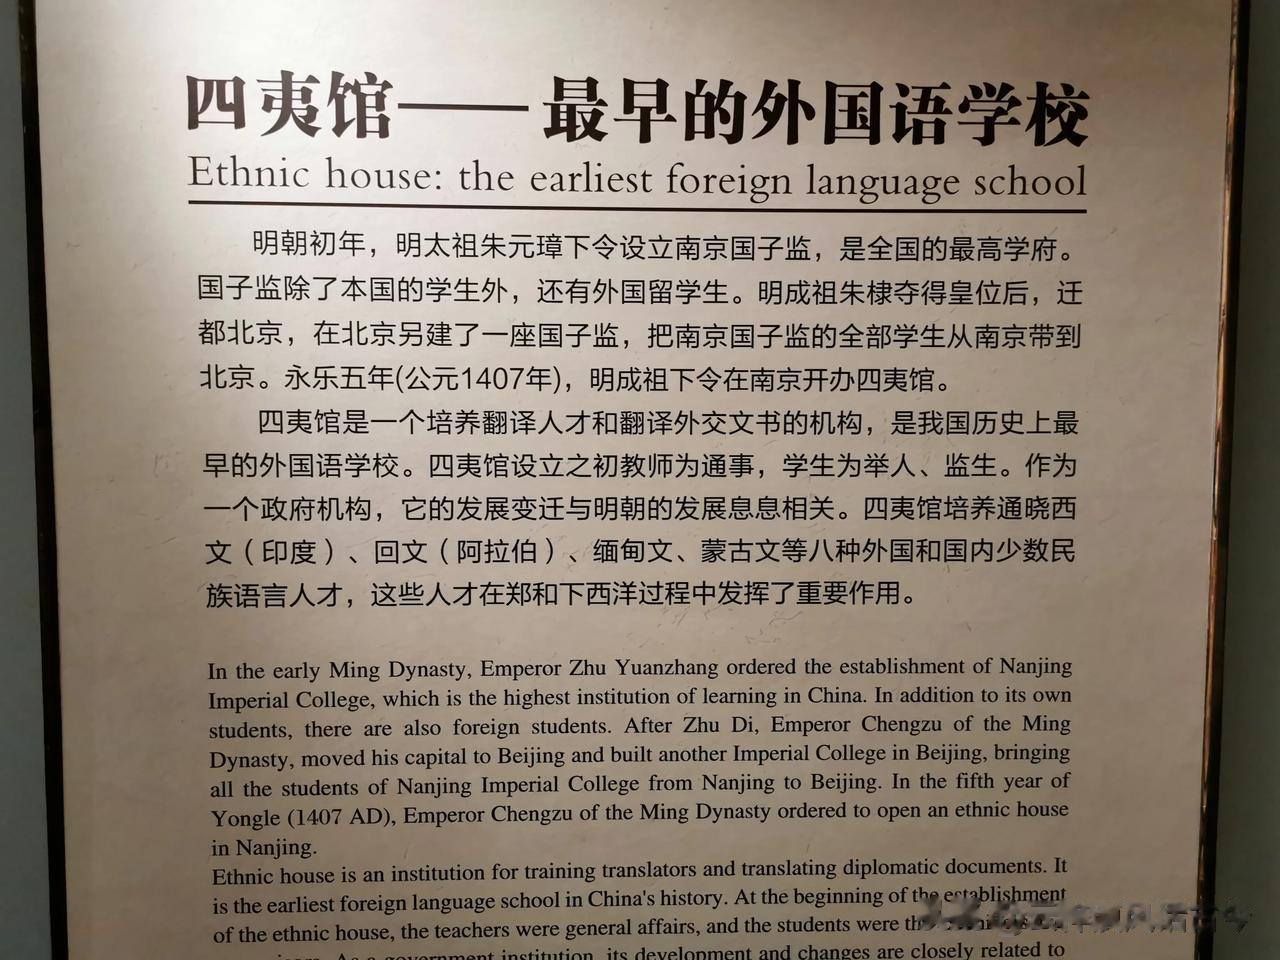 四夷馆——最早的外国语学校
Ethnic house: the earliest foreign language school
明朝初年，明太祖朱元璋下令设立南京国子监，是全国的最高学府。
国子监除了本国的学生外，还有外国留学生。明成祖朱棣夺得皇位后，迁
都北京，在北京另建了一座国子监，把南京国子监的全部学生从南京带到
北京。永乐五年(公元1407年)，明成祖下令在南京开办四夷馆。
四夷馆是一个培养翻译人才和翻译外交文书的机构，是我国历史上最
早的外国语学校。四夷馆设立之初教师为通事，学生为举人、监生。作为
一个政府机构，它的发展变迁与明朝的发展息息相关。四夷馆培养通晓西
文（印度）、回文（阿拉伯）、缅甸文、蒙古文等八种外国和国内少数民
族语言人才，这些人才在郑和下西洋过程中发挥了重要作用。
In the early Ming Dynasty, Emperor Zhu Yuanzhang ordered the establishment of Nanjing
Imperial College, which is the highest institution of learning in China. In addition to its own
students, there are also foreign students. After Zhu Di, Emperor Chengzu of the Ming
Dynasty, moved his capital to Beijing and built another Imperial College in Beijing, bringing
all the students of Nanjing Imperial College from Nanjing to Beijing. In the fifth year of
Yongle (1407 AD), Emperor Chengzu of the Ming Dynasty ordered to open an ethnic house
in Nanjing.
Ethnic house is an institution for training translators and translating diplomatic documents. It
is the earliest foreign language school in China's history. At the beginning of the establishment
of the ethnic house, the teachers were general affairs, and the students were
As a government institution, its development and changes are closely related to